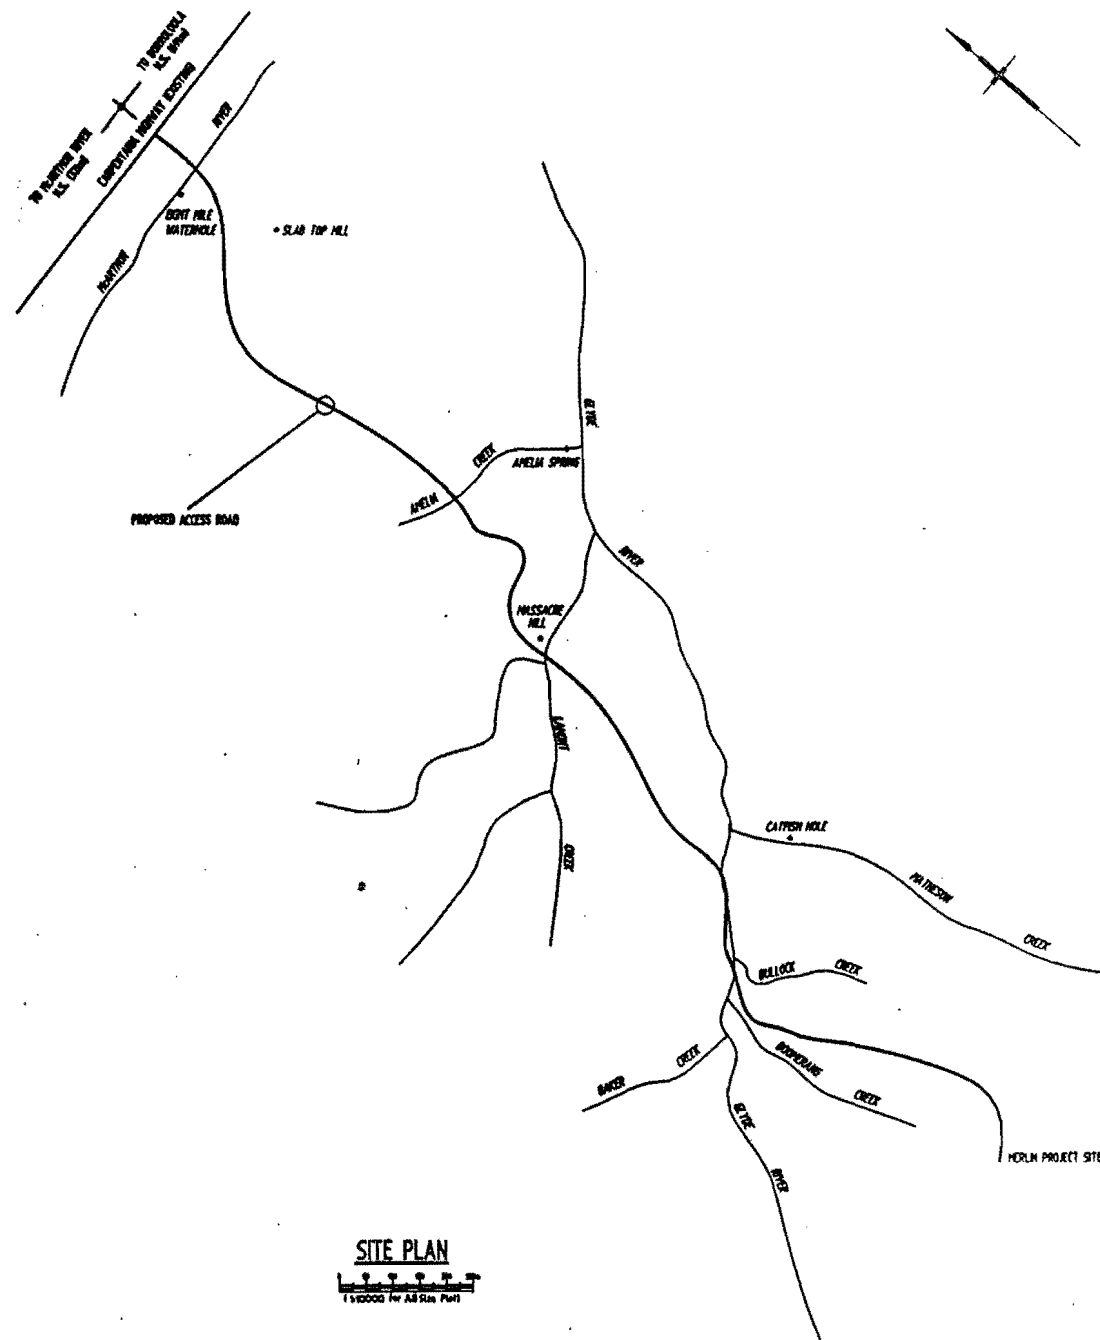 TO BORROLOOLA
H.S.
TO McARTHUR RIVER
H.S.
CARPENTARIA HIGHWAY (EXISTING)
RIVER
EIGHT MILE
WATERHOLE
SLAB TOP HILL
McARTHUR
GLYDE
CREEK
AMELIA SPRING
AMELIA
PROPOSED ACCESS ROAD
RIVER
MASSACRE
HILL
LAMONT
CATFISH HOLE
CREEK
MATHESON
CREEK
BULLOCK
CREEK
CREEK
BOOMERANG
BAKER
CREEK
GLYDE
MERLIN PROJECT SITE
RIVER
SITE PLAN